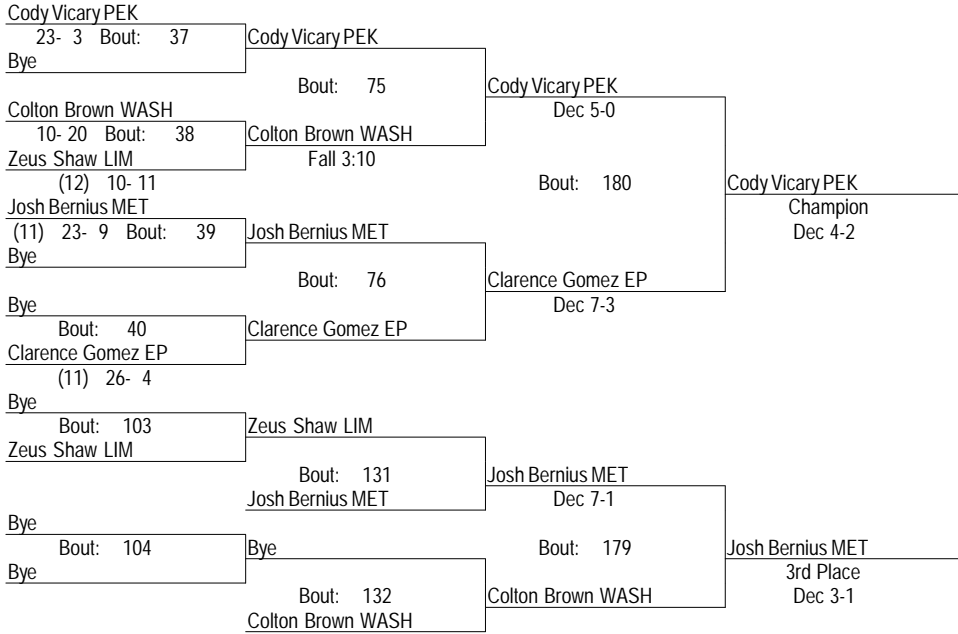 Cody Vicary PEK
23- 3 Bout: 37
Cody Vicary PEK
Bye
Bout: 75
Cody Vicary PEK
Colton Brown WASH
Dec 5-0
10- 20 Bout: 38
Colton Brown WASH
Zeus Shaw LIM
Fall 3:10
(12) 10- 11
Bout: 180
Cody Vicary PEK
Josh Bernius MET
Champion
(11) 23- 9 Bout: 39
Josh Bernius MET
Dec 4-2
Bye
Bout: 76
Clarence Gomez EP
Bye
Dec 7-3
Bout: 40
Clarence Gomez EP
Clarence Gomez EP
(11) 26- 4
Bye
Bout: 103
Zeus Shaw LIM
Zeus Shaw LIM
Bout: 131
Josh Bernius MET
Josh Bernius MET
Dec 7-1
Bye
Bout: 104
Bye
Bout: 179
Josh Bernius MET
Bye
3rd Place
Bout: 132
Colton Brown WASH
Dec 3-1
Colton Brown WASH